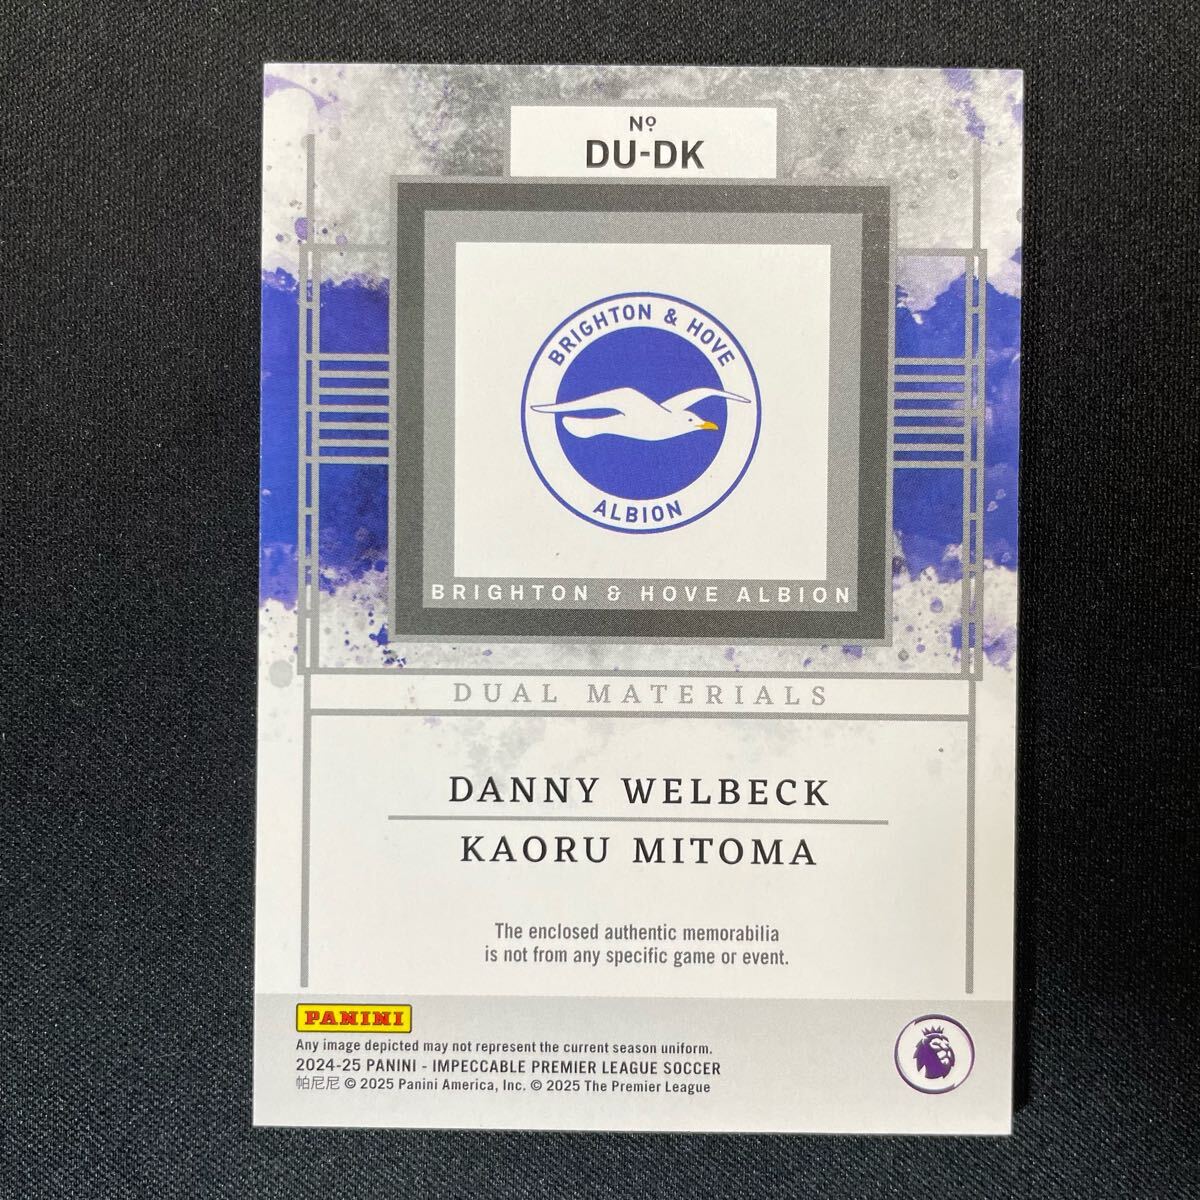 Nº
DU-DK
BRIGHTON & HOVE
ALBION
BRIGHTON & HOVE ALBION
DUAL MATERIALS
DANNY WELBECK
KAORU MITOMA
The enclosed authentic memorabilia
is not from any specific game or event.
PANINI
Any image depicted may not represent the current season uniform.
2024-25 PANINI - IMPECCABLE PREMIER LEAGUE SOCCER
帕尼尼 © 2025 Panini America, Inc. © 2025 The Premier League